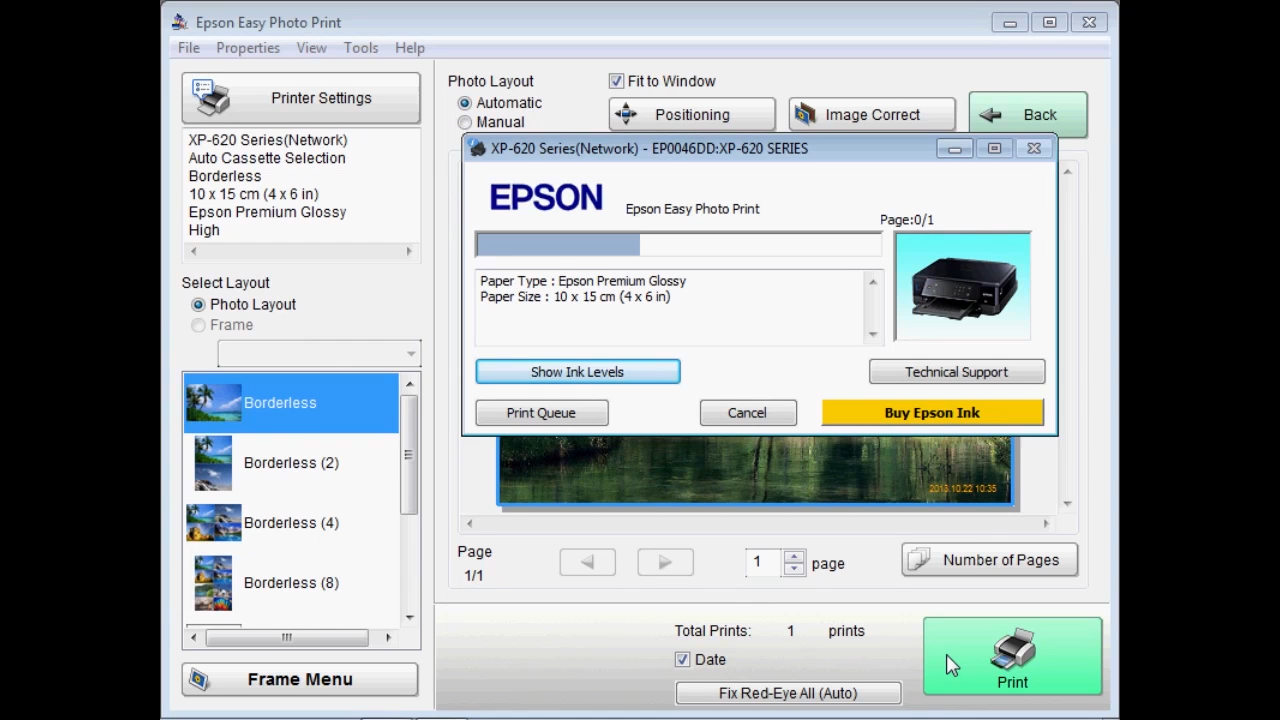 Epson Easy Photo Print
File Properties View Tools Help
Printer Settings
XP-620 Series(Network)
Auto Cassette Selection
Borderless
10 x 15 cm (4 x 6 in)
Epson Premium Glossy
High
Select Layout
Photo Layout
Frame
Borderless
Borderless (2)
Borderless (4)
Borderless (8)
Frame Menu
Photo Layout
Automatic
Manual
Fit to Window
Positioning
Image Correct
Back
XP-620 Series(Network) - EP0046DD:XP-620 SERIES
EPSON
Epson Easy Photo Print
Page:0/1
Paper Type : Epson Premium Glossy
Paper Size : 10 x 15 cm (4 x 6 in)
Show Ink Levels
Technical Support
Print Queue
Cancel
Buy Epson Ink
2013.10.22 10:35
Page
1/1
1 page
Number of Pages
Total Prints: 1 prints
Date
Fix Red-Eye All (Auto)
Print